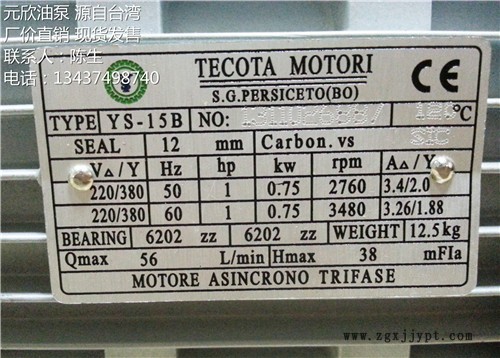 元欣油泵 源自台湾
厂价直销 现货发售
联系人：陈生
电话：13437498740
TECOTA MOTORI
S.G.PERSICETO(BO)
CE
TYPE YS-15B NO: 120°C
SEAL 12 mm Carbon.vs SIC
V△/Y Hz hp kw rpm A△/Y
220/380 50 1 0.75 2760 3.4/2.0
220/380 60 1 0.75 3480 3.26/1.88
BEARING 6202 zz 6202 zz WEIGHT 12.5kg
Qmax 56 L/min Hmax 38 mFIa
MOTORE ASINCRONO TRIFASE
www.zgxjjypt.com